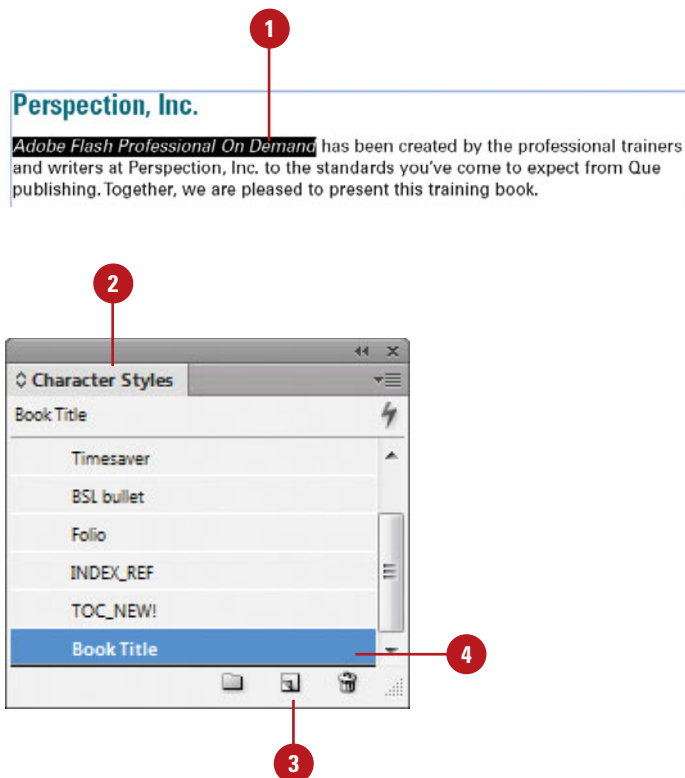 1
Perspection, Inc.
Adobe Flash Professional On Demand has been created by the professional trainers
and writers at Perspection, Inc. to the standards you've come to expect from Que
publishing. Together, we are pleased to present this training book.
2
Character Styles
Book Title
Timesaver
BSL bullet
Folio
INDEX_REF
TOC_NEW!
Book Title
4
3